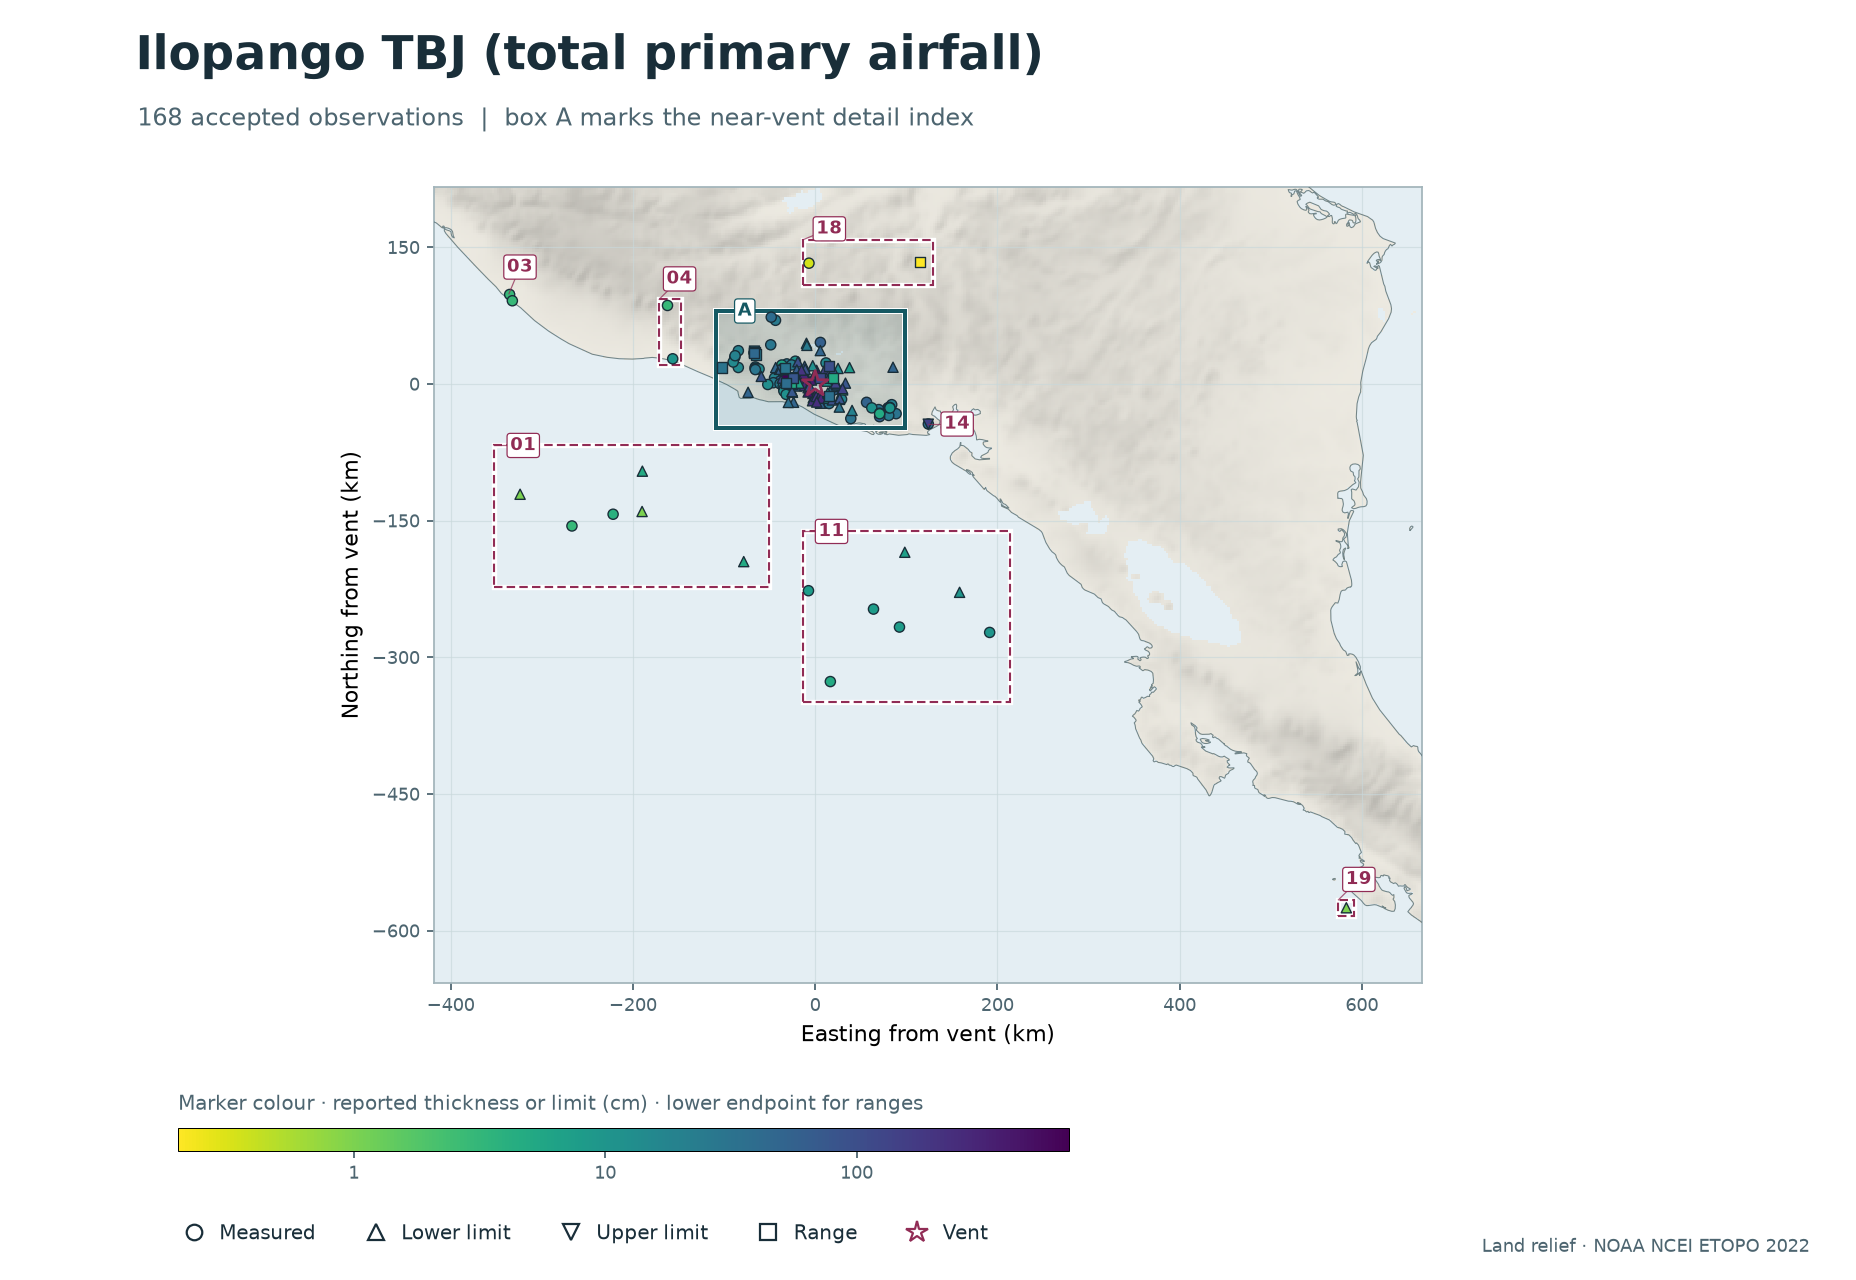 Ilopango TBJ (total primary airfall)
168 accepted observations | box A marks the near-vent detail index
18
03
04
A
14
01
11
19
150
0
−150
−300
−450
−600
Northing from vent (km)
−400
−200
0
200
400
600
Easting from vent (km)
Marker colour · reported thickness or limit (cm) · lower endpoint for ranges
1
10
100
Measured
Lower limit
Upper limit
Range
Vent
Land relief · NOAA NCEI ETOPO 2022